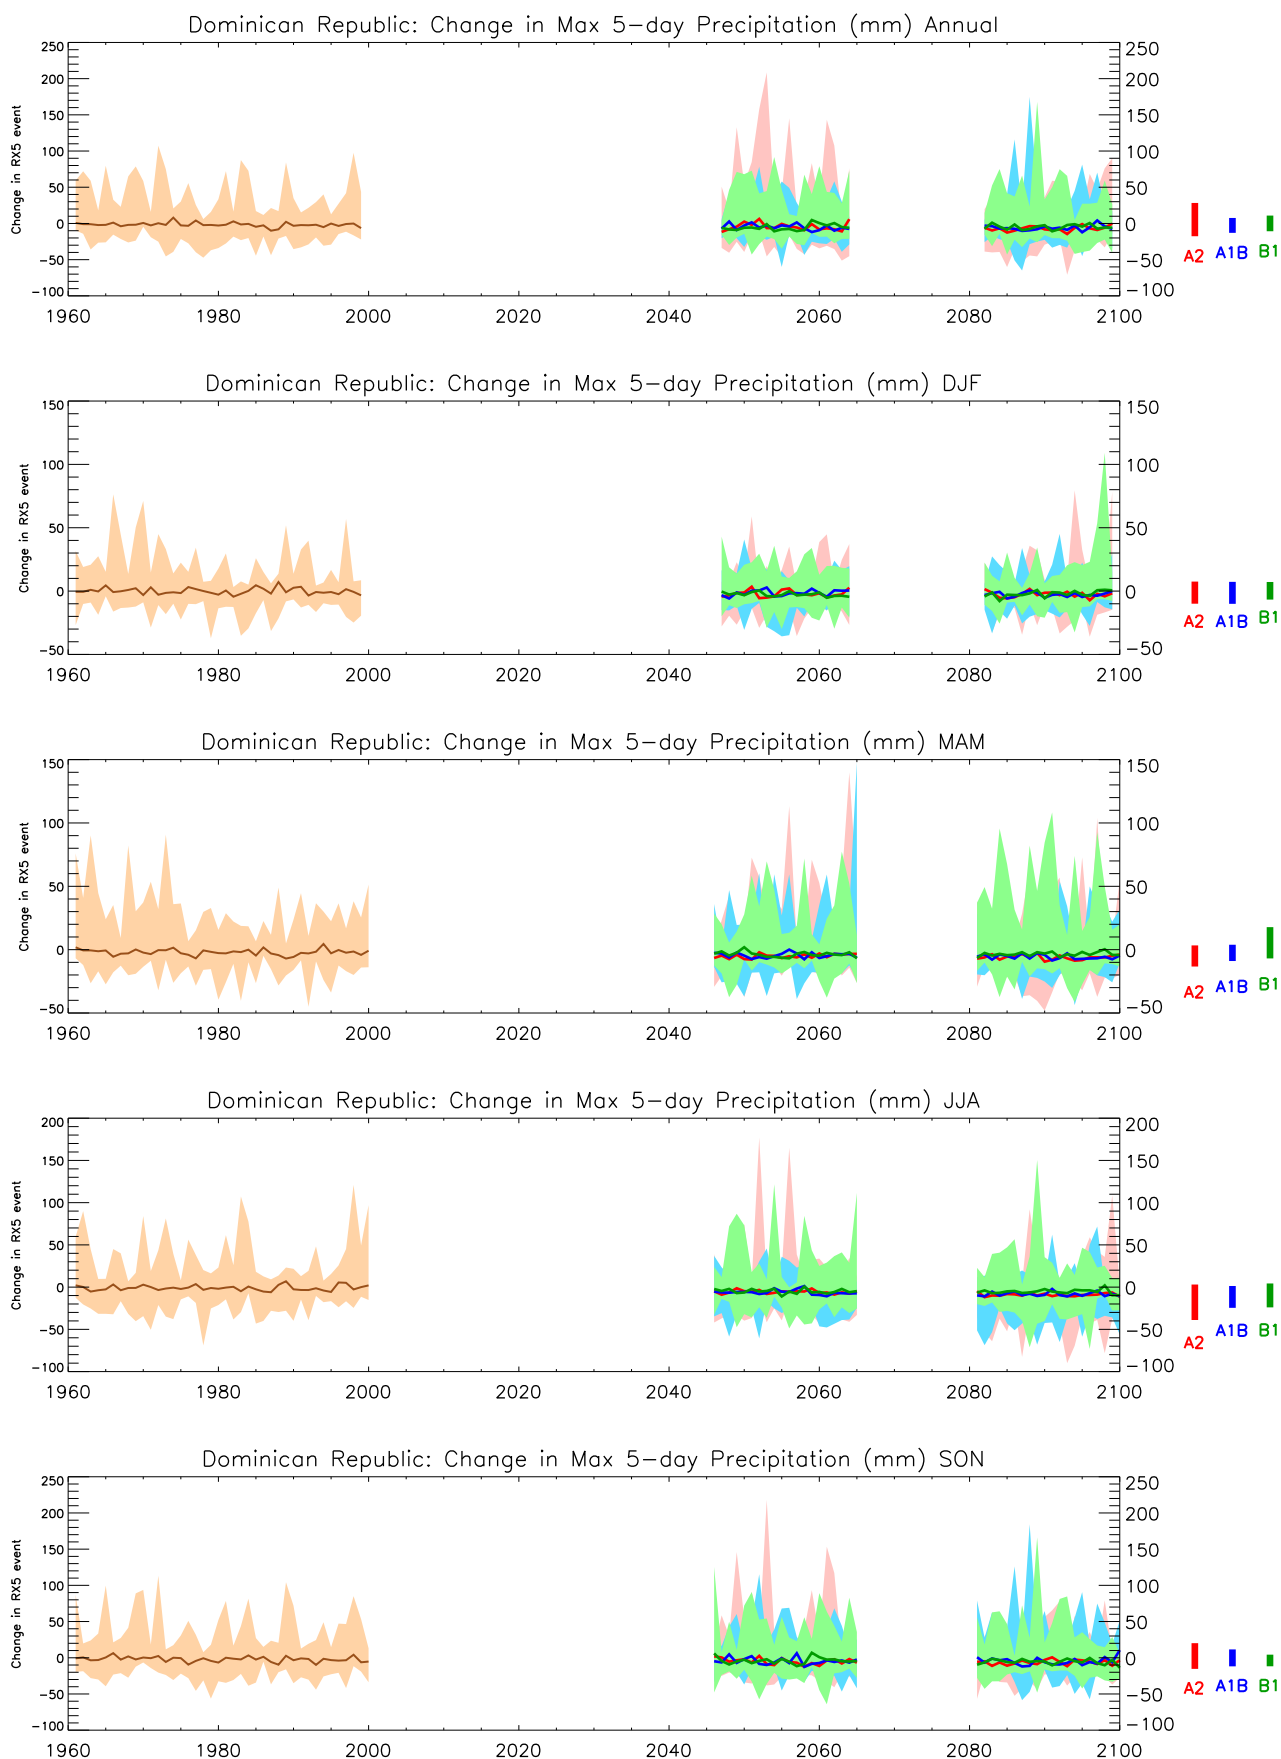 Dominican Republic: Change in Max 5-day Precipitation (mm) Annual
250 250
200 200
150 150
100 100
50 50
0 0
-50 -50
-100 -100
Change in RX5 event
1960 1980 2000 2020 2040 2060 2080 2100
A2 A1B B1
Dominican Republic: Change in Max 5-day Precipitation (mm) DJF
150 150
100 100
50 50
0 0
-50 -50
Change in RX5 event
1960 1980 2000 2020 2040 2060 2080 2100
A2 A1B B1
Dominican Republic: Change in Max 5-day Precipitation (mm) MAM
150 150
100 100
50 50
0 0
-50 -50
Change in RX5 event
1960 1980 2000 2020 2040 2060 2080 2100
A2 A1B B1
Dominican Republic: Change in Max 5-day Precipitation (mm) JJA
200 200
150 150
100 100
50 50
0 0
-50 -50
-100 -100
Change in RX5 event
1960 1980 2000 2020 2040 2060 2080 2100
A2 A1B B1
Dominican Republic: Change in Max 5-day Precipitation (mm) SON
250 250
200 200
150 150
100 100
50 50
0 0
-50 -50
-100 -100
Change in RX5 event
1960 1980 2000 2020 2040 2060 2080 2100
A2 A1B B1